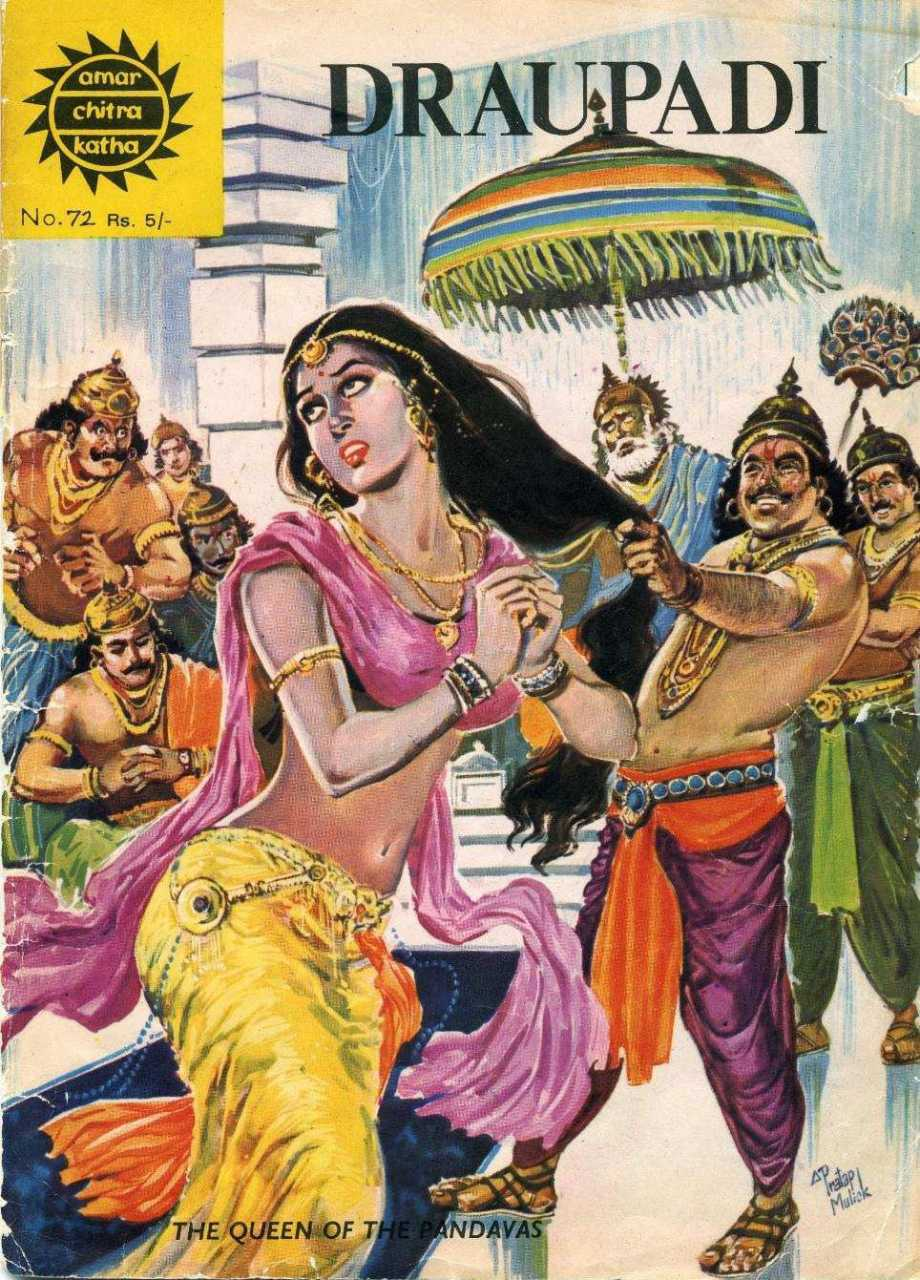 amar
chitra
katha
No. 72 Rs. 5/-
DRAUPADI
Pratap
Mulick
THE QUEEN OF THE PANDAVAS